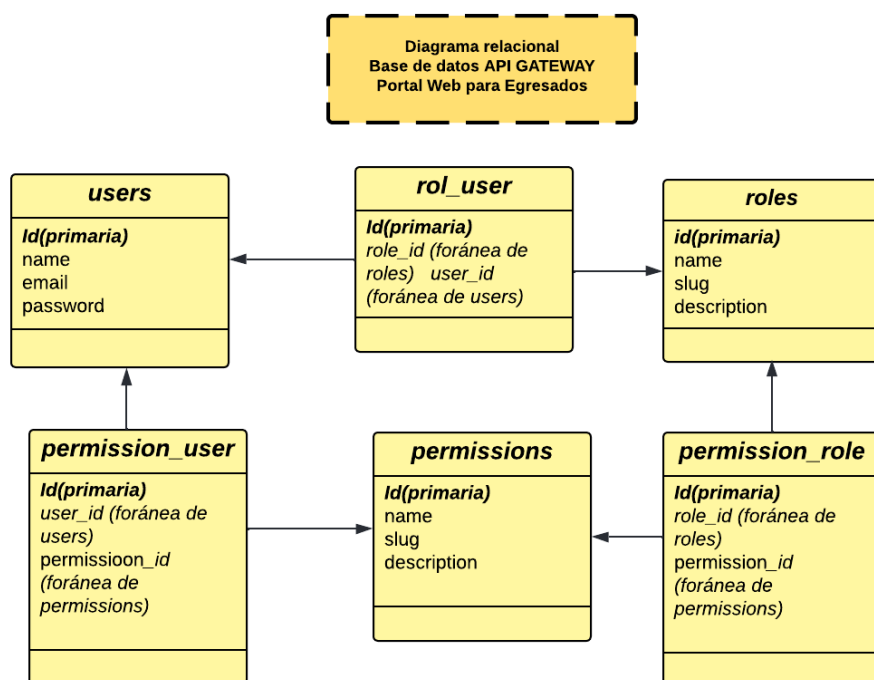 Diagrama relacional
Base de datos API GATEWAY
Portal Web para Egresados
users
Id(primaria)
name
email
password
rol_user
Id(primaria)
role_id (foránea de
roles)   user_id
(foránea de users)
roles
id(primaria)
name
slug
description
permission_user
Id(primaria)
user_id (foránea de
users)
permissioon_id
(foránea de
permissions)
permissions
Id(primaria)
name
slug
description
permission_role
Id(primaria)
role_id (foránea de
roles)
permission_id
(foránea de
permissions)